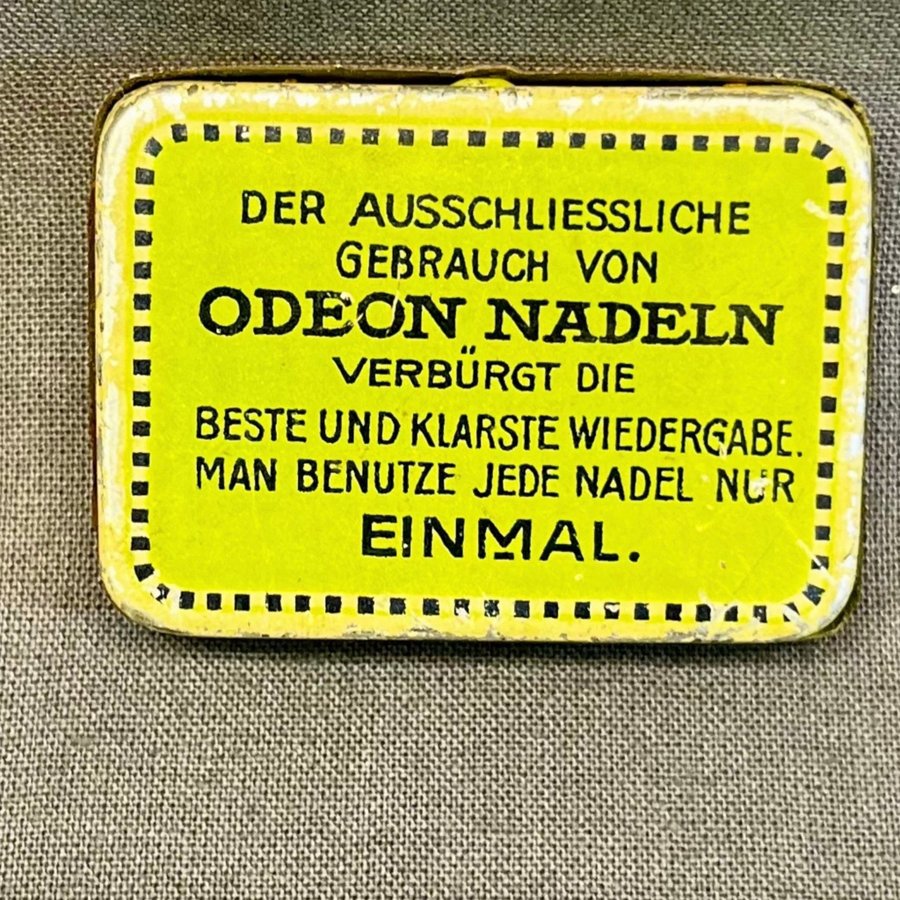 DER AUSSCHLIESSLICHE
GEBRAUCH VON
ODEON NADELN
VERBÜRGT DIE
BESTE UND KLARSTE WIEDERGABE.
MAN BENUTZE JEDE NADEL NUR
EINMAL.